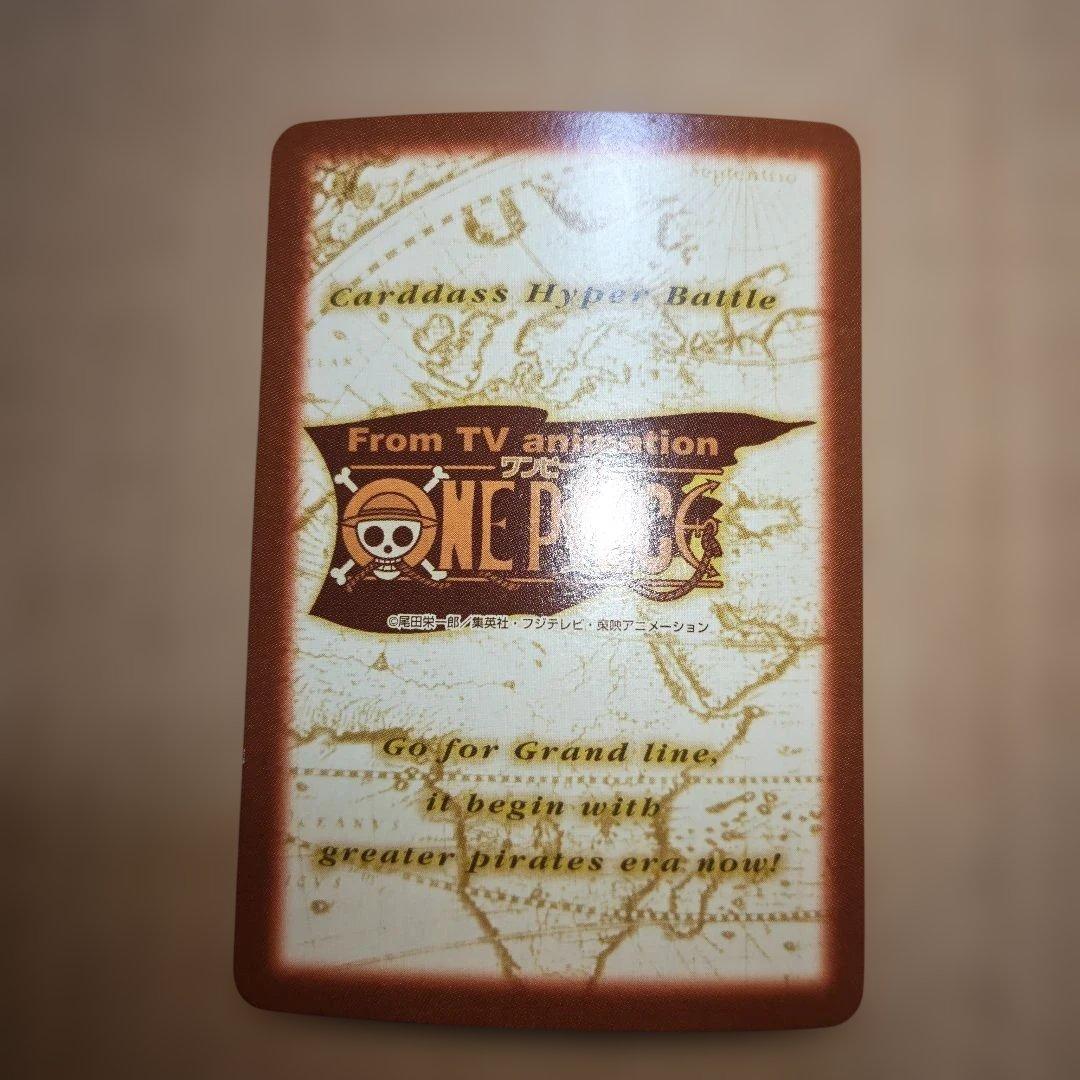 Septentrio
Carddass Hyper Battle
From TV animation
ワンピース
ONE PIECE
©尾田栄一郎／集英社・フジテレビ・東映アニメーション
Go for Grand line,
it begin with
greater pirates era now!